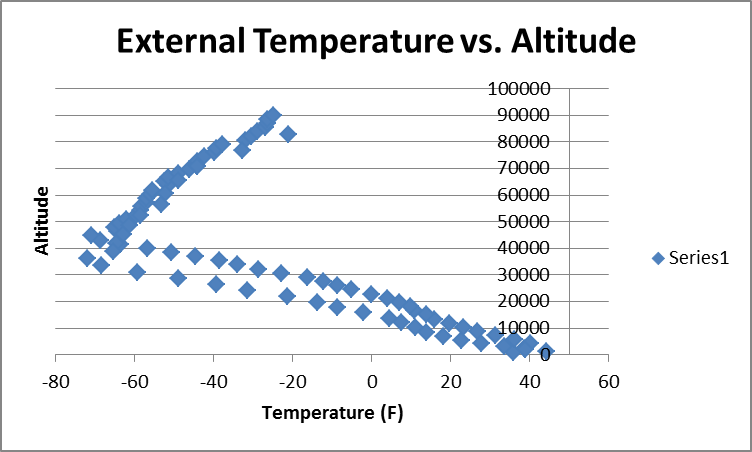 External Temperature vs. Altitude
Altitude
100000
90000
80000
70000
60000
50000
40000
30000
20000
10000
0
-80 -60 -40 -20 0 20 40 60
Temperature (F)
Series1